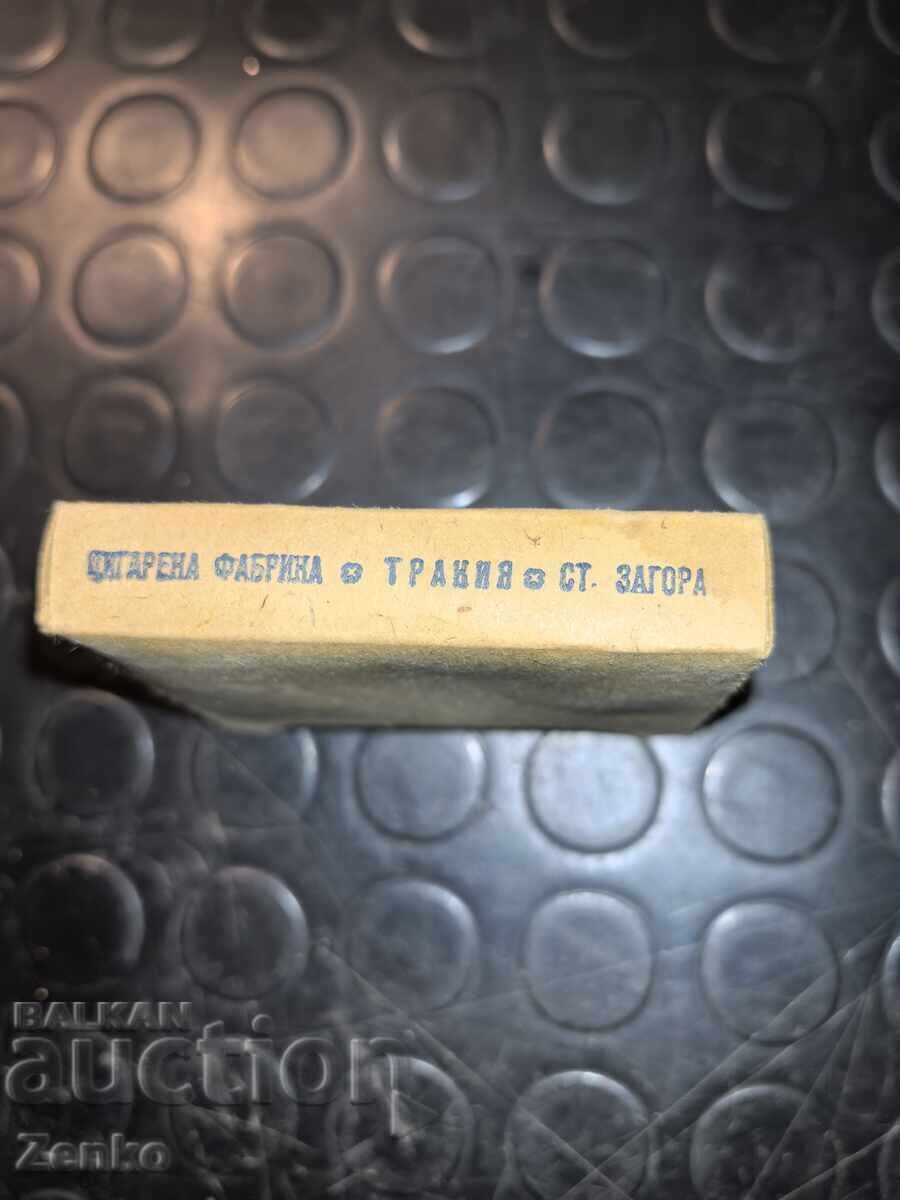 ЦИГАРЕНА ФАБРИКА ✪ ТРАКИЯ ✪ СТ. ЗАГОРА
BALKAN
auction
Zenko